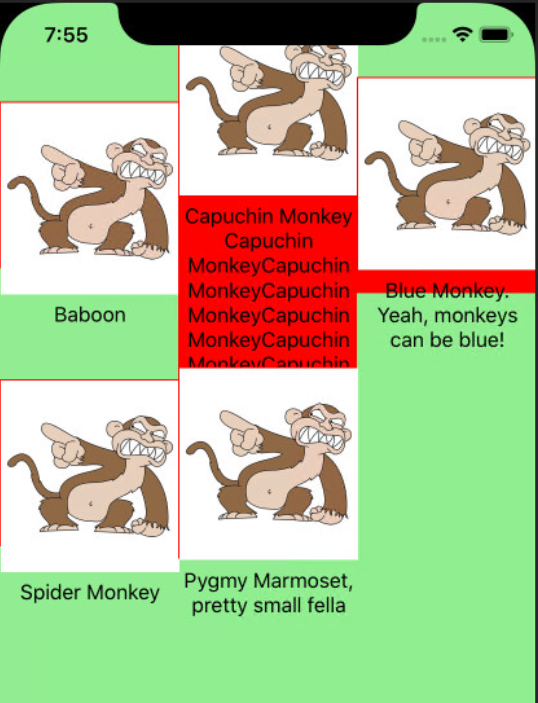 7:55
Capuchin Monkey
Capuchin
MonkeyCapuchin
MonkeyCapuchin
MonkeyCapuchin
MonkeyCapuchin
MonkeyCapuchin
Baboon
Blue Monkey.
Yeah, monkeys
can be blue!
Spider Monkey
Pygmy Marmoset,
pretty small fella